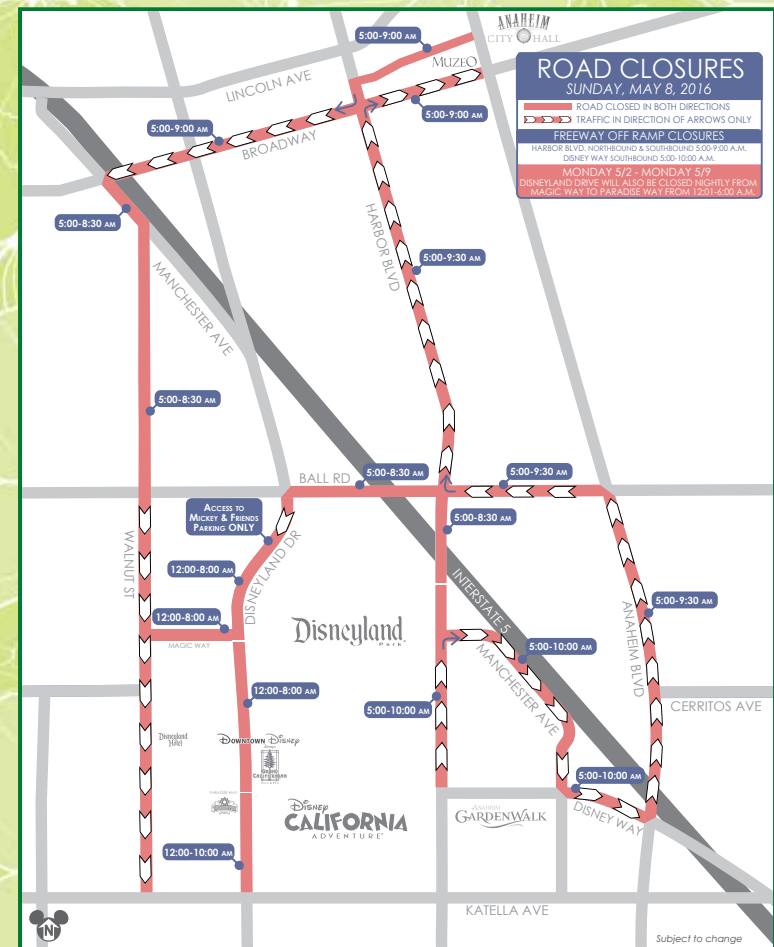 ANAHEIM
CITY HALL
5:00-9:00 AM
MUZEO
ROAD CLOSURES
SUNDAY, MAY 8, 2016
ROAD CLOSED IN BOTH DIRECTIONS
TRAFFIC IN DIRECTION OF ARROWS ONLY
FREEWAY OFF RAMP CLOSURES
HARBOR BLVD. NORTHBOUND & SOUTHBOUND 5:00-9:00 A.M.
DISNEY WAY SOUTHBOUND 5:00-10:00 A.M.
MONDAY 5/2 - MONDAY 5/9
DISNEYLAND DRIVE WILL ALSO BE CLOSED NIGHTLY FROM
MAGIC WAY TO PARADISE WAY FROM 12:01-6:00 A.M.
LINCOLN AVE
5:00-9:00 AM
5:00-9:00 AM
BROADWAY
5:00-8:30 AM
HARBOR BLVD
5:00-9:30 AM
MANCHESTER AVE
5:00-8:30 AM
BALL RD
5:00-8:30 AM
5:00-9:30 AM
ACCESS TO
MICKEY & FRIENDS
PARKING ONLY
5:00-8:30 AM
WALNUT ST
DISNEYLAND DR
12:00-8:00 AM
INTERSTATE 5
5:00-9:30 AM
12:00-8:00 AM
Disneyland
Park
MAGIC WAY
5:00-10:00 AM
MANCHESTER AVE
ANAHEIM BLVD
12:00-8:00 AM
5:00-10:00 AM
CERRITOS AVE
Disneyland
Hotel
DOWNTOWN DISNEY
GRAND
CALIFORNIAN
5:00-10:00 AM
PARADISE WAY
Disney
CALIFORNIA
ADVENTURE
ANAHEIM
GARDENWALK
DISNEY WAY
12:00-10:00 AM
KATELLA AVE
N
Subject to change